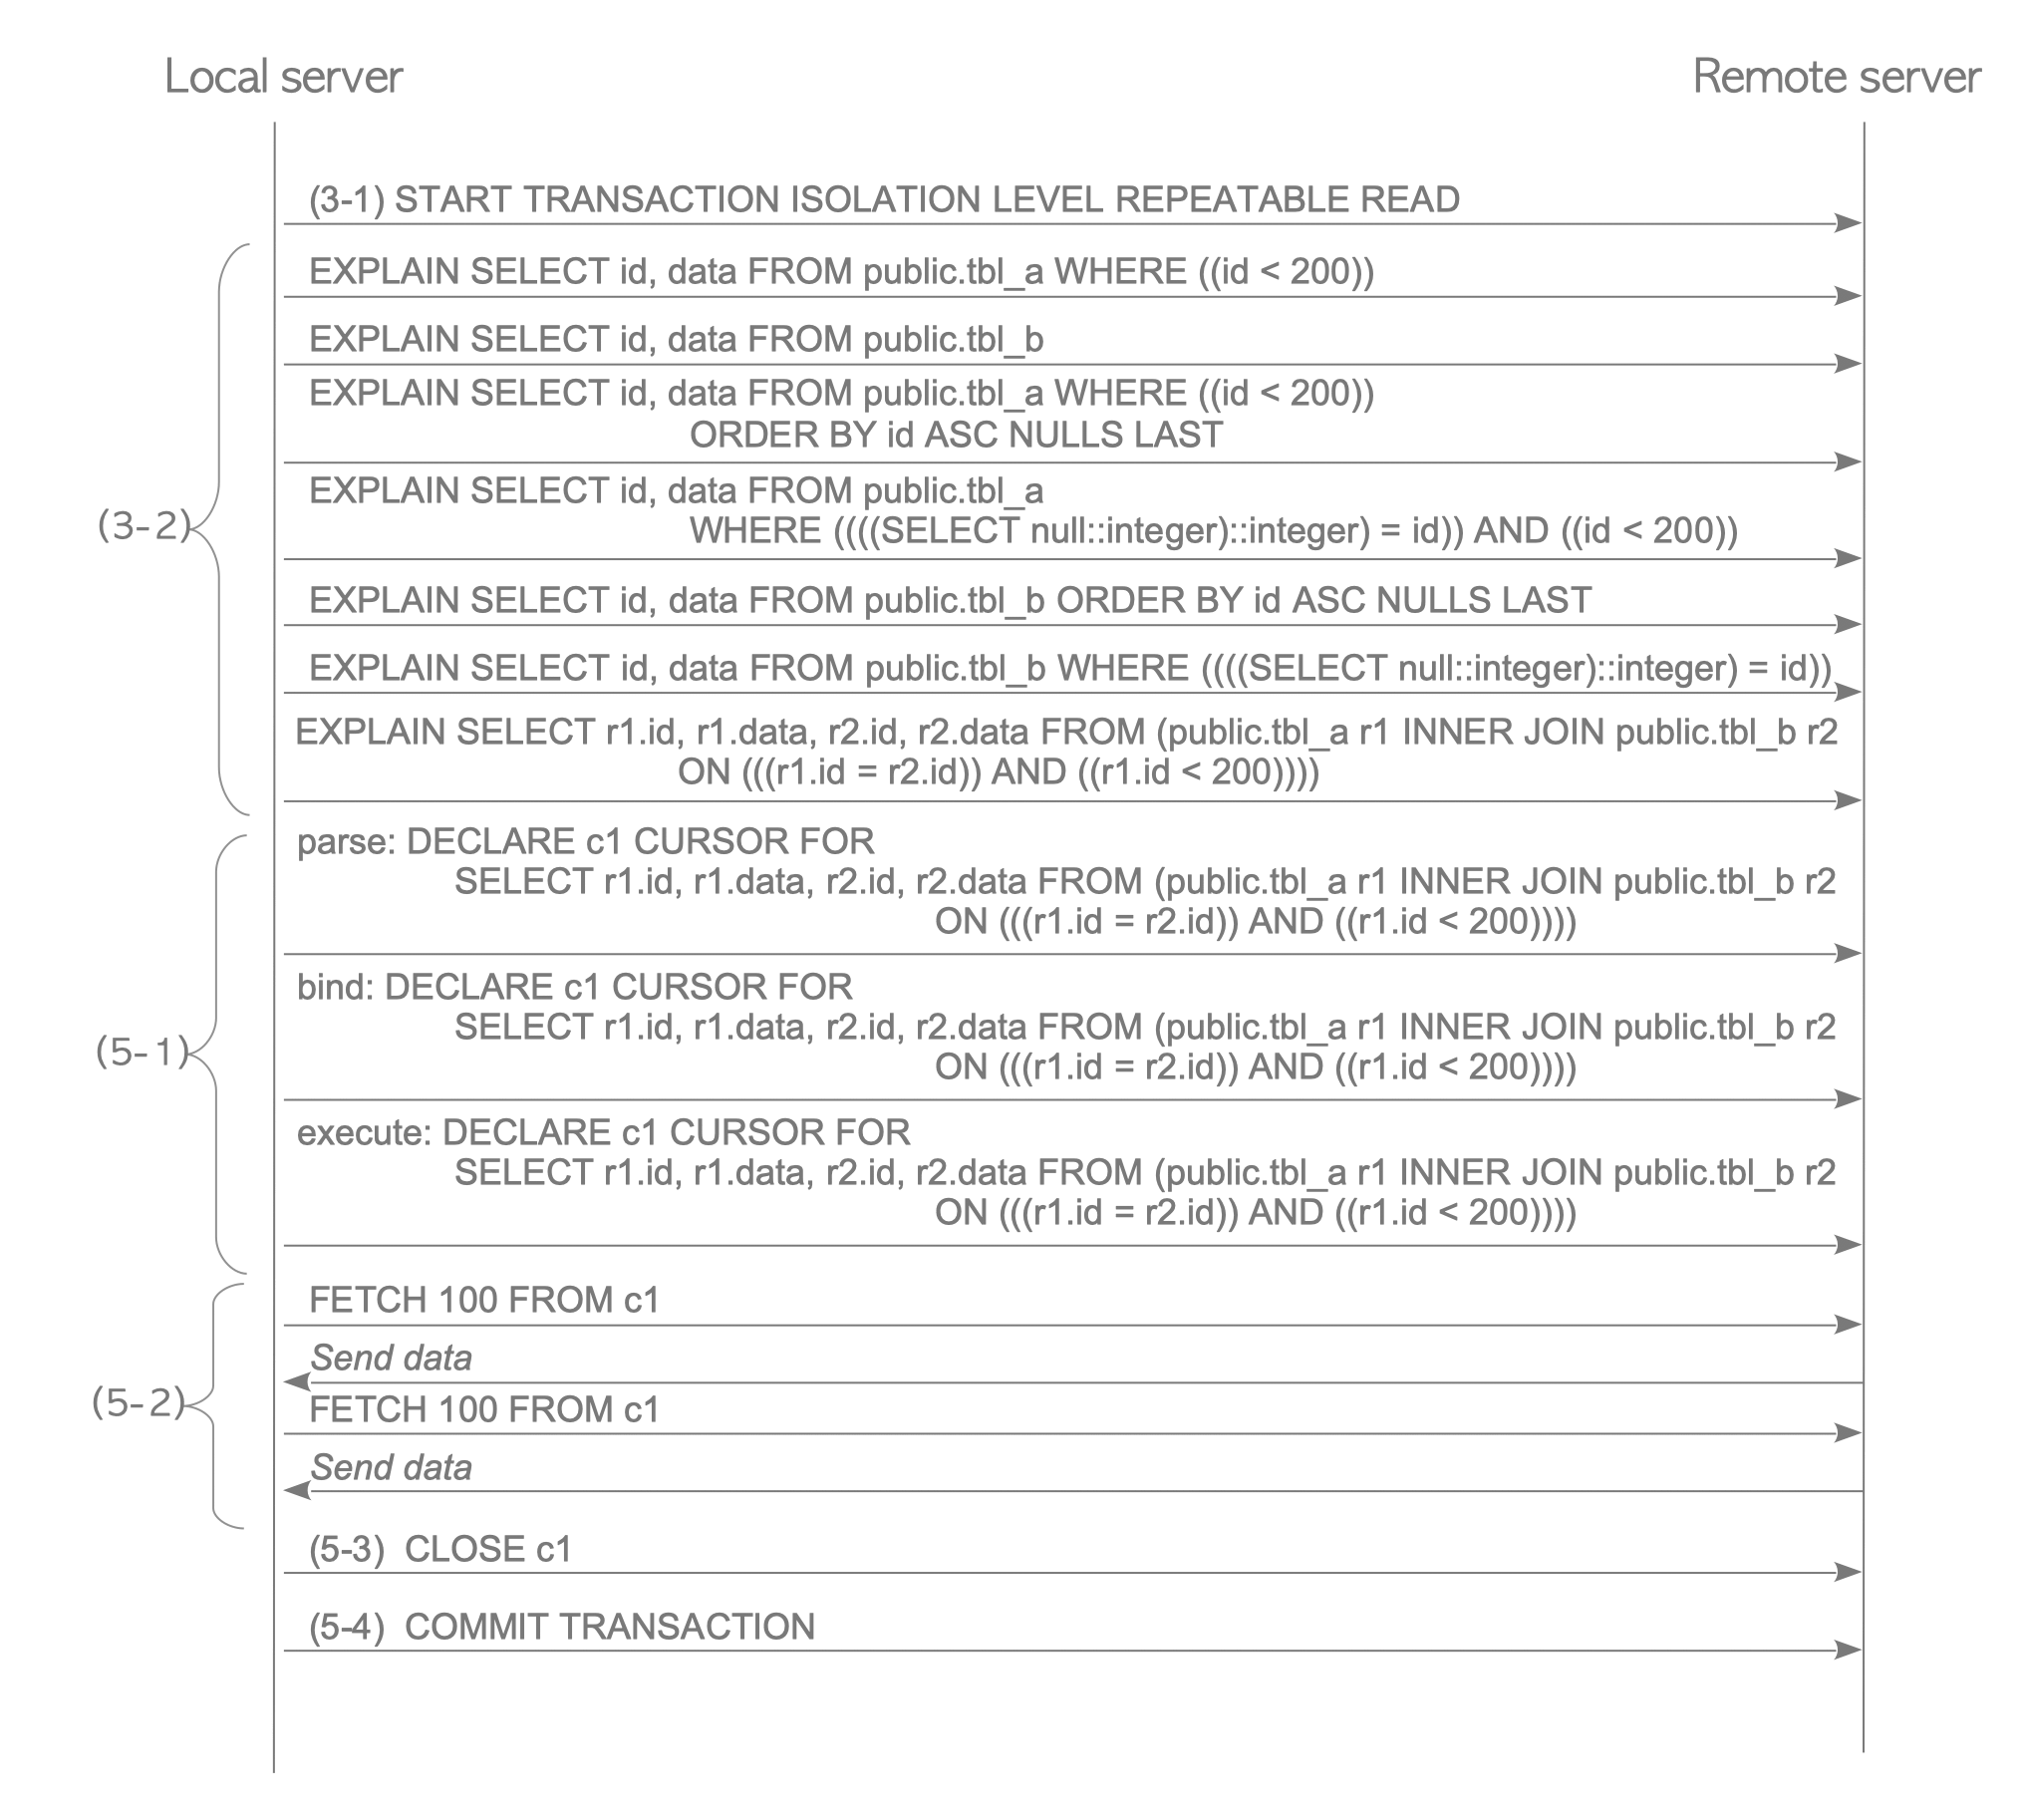 Local server
Remote server
(3-1) START TRANSACTION ISOLATION LEVEL REPEATABLE READ
EXPLAIN SELECT id, data FROM public.tbl_a WHERE ((id < 200))
EXPLAIN SELECT id, data FROM public.tbl_b
EXPLAIN SELECT id, data FROM public.tbl_a WHERE ((id < 200))
ORDER BY id ASC NULLS LAST
EXPLAIN SELECT id, data FROM public.tbl_a
(3-2)
WHERE ((((SELECT null::integer)::integer) = id)) AND ((id < 200))
EXPLAIN SELECT id, data FROM public.tbl_b ORDER BY id ASC NULLS LAST
EXPLAIN SELECT id, data FROM public.tbl_b WHERE ((((SELECT null::integer)::integer) = id))
EXPLAIN SELECT r1.id, r1.data, r2.id, r2.data FROM (public.tbl_a r1 INNER JOIN public.tbl_b r2
ON (((r1.id = r2.id)) AND ((r1.id < 200))))
parse: DECLARE c1 CURSOR FOR
SELECT r1.id, r1.data, r2.id, r2.data FROM (public.tbl_a r1 INNER JOIN public.tbl_b r2
ON (((r1.id = r2.id)) AND ((r1.id < 200))))
bind: DECLARE c1 CURSOR FOR
SELECT r1.id, r1.data, r2.id, r2.data FROM (public.tbl_a r1 INNER JOIN public.tbl_b r2
(5-1)
ON (((r1.id = r2.id)) AND ((r1.id < 200))))
execute: DECLARE c1 CURSOR FOR
SELECT r1.id, r1.data, r2.id, r2.data FROM (public.tbl_a r1 INNER JOIN public.tbl_b r2
ON (((r1.id = r2.id)) AND ((r1.id < 200))))
FETCH 100 FROM c1
Send data
(5-2)
FETCH 100 FROM c1
Send data
(5-3) CLOSE c1
(5-4) COMMIT TRANSACTION